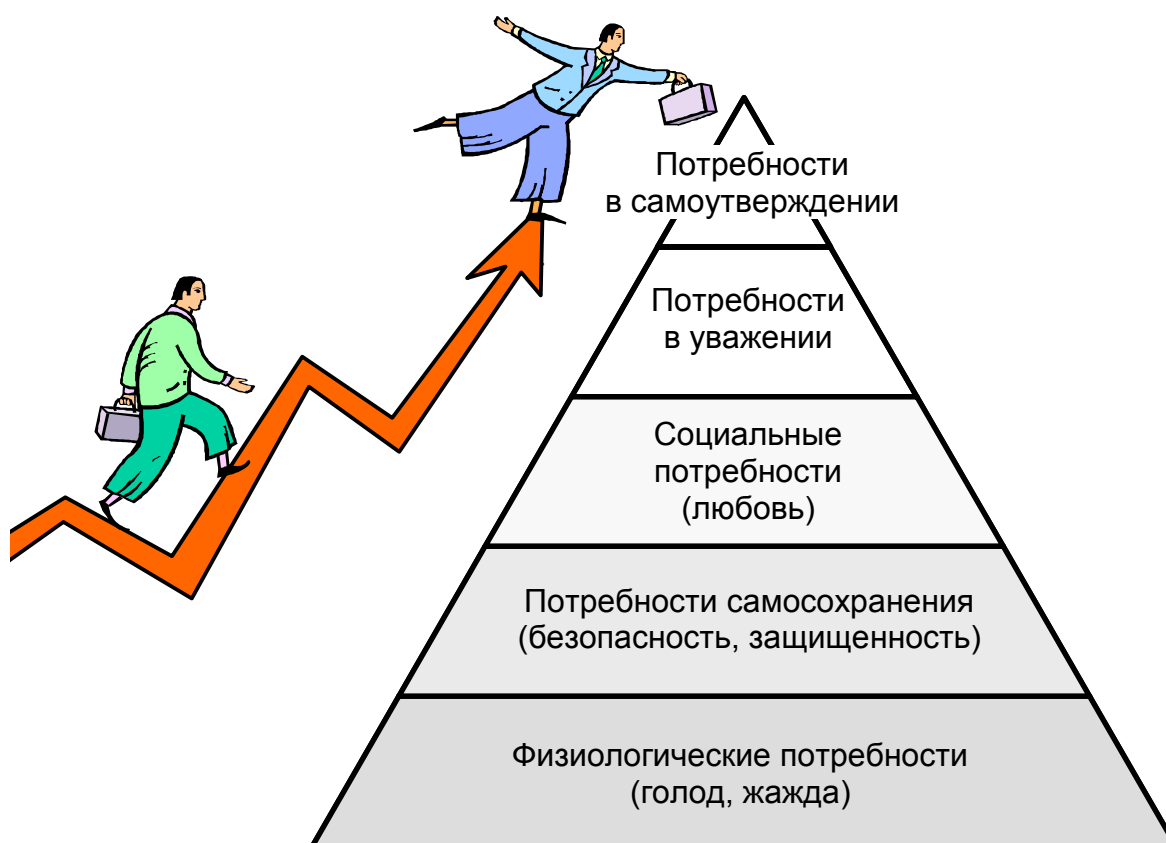 Потребности
в самоутверждении
Потребности
в уважении
Социальные
потребности
(любовь)
Потребности самосохранения
(безопасность, защищенность)
Физиологические потребности
(голод, жажда)